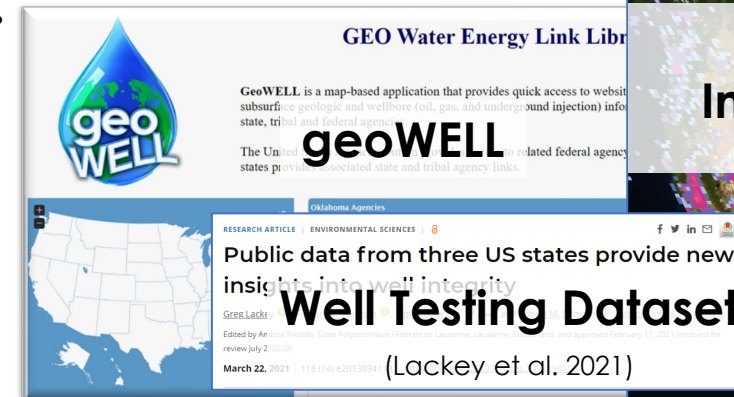 GEO Water Energy Link Libr
geo
WELL
GeoWELL is a map-based application that provides quick access to websit
subsurface geologic and wellbore (oil, gas, and underground injection) infor
state, tribal and federal agencies.
In
geoWELL
The United to related federal agency
states provides associated state and tribal agency links.
Oklahoma Agencies
+
-
RESEARCH ARTICLE | ENVIRONMENTAL SCIENCES
f in
Public data from three US states provide new
insights into well integrity
Well Testing Dataset
Greg Lackey
Edited by Andrea Rinaldo, École Polytechnique Fédérale de Lausanne, Lausanne, Switzerland, and approved February 17, 2021 (received for
review July 2, 2020)
March 22, 2021 118 (14) e201389411
(Lackey et al. 2021)